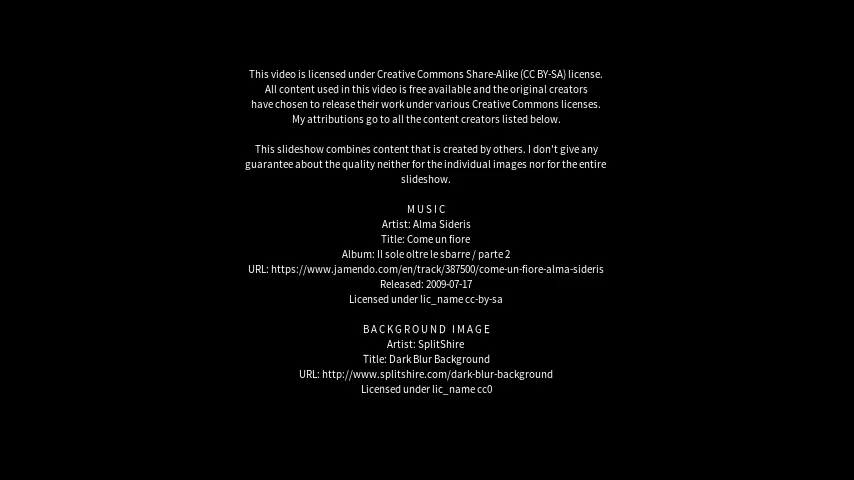 This video is licensed under Creative Commons Share-Alike (CC BY-SA) license.
All content used in this video is free available and the original creators
have chosen to release their work under various Creative Commons licenses.
My attributions go to all the content creators listed below.
This slideshow combines content that is created by others. I don't give any
guarantee about the quality neither for the individual images nor for the entire
slideshow.
MUSIC
Artist: Alma Sideris
Title: Come un fiore
Album: Il sole oltre le sbarre / parte 2
URL: https://www.jamendo.com/en/track/387500/come-un-fiore-alma-sideris
Released: 2009-07-17
Licensed under lic_name cc-by-sa
BACKGROUND IMAGE
Artist: SplitShire
Title: Dark Blur Background
URL: http://www.splitshire.com/dark-blur-background
Licensed under lic_name cc0